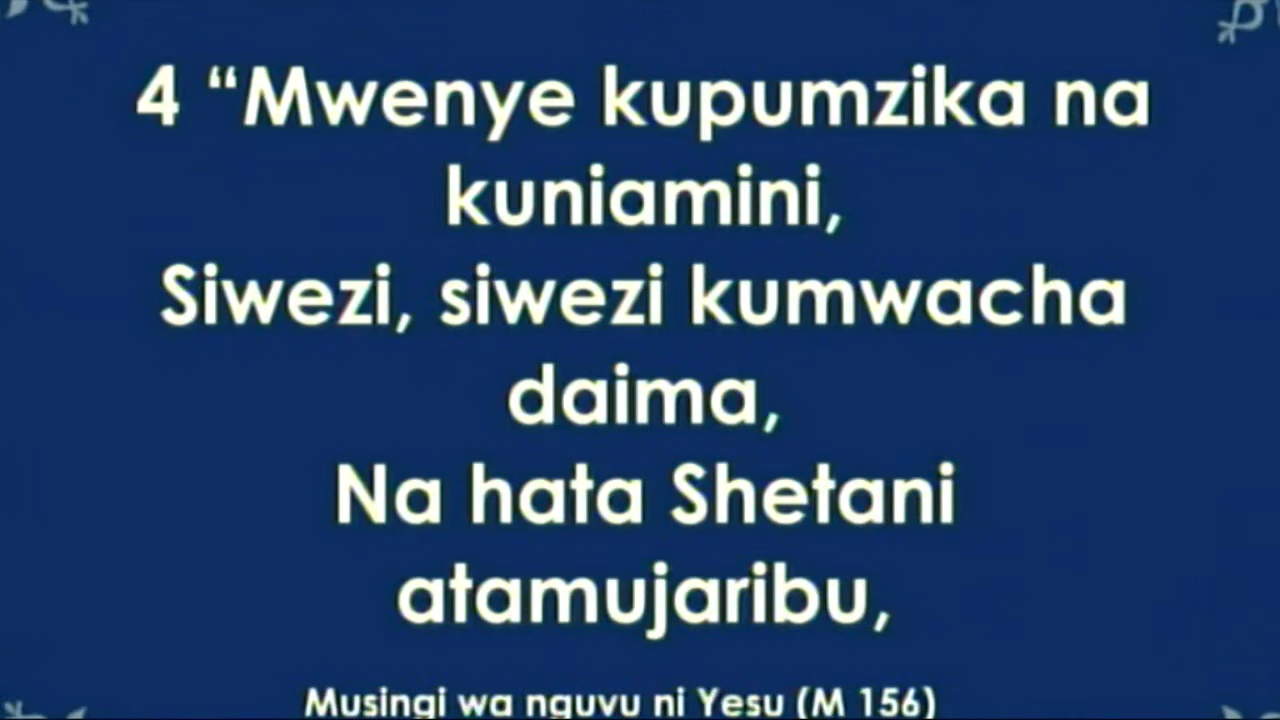 4 “Mwenye kupumzika na
kuniamini,
Siwezi, siwezi kumwacha
daima,
Na hata Shetani
atamujaribu,
Musingi wa nguvu ni Yesu (M 156)